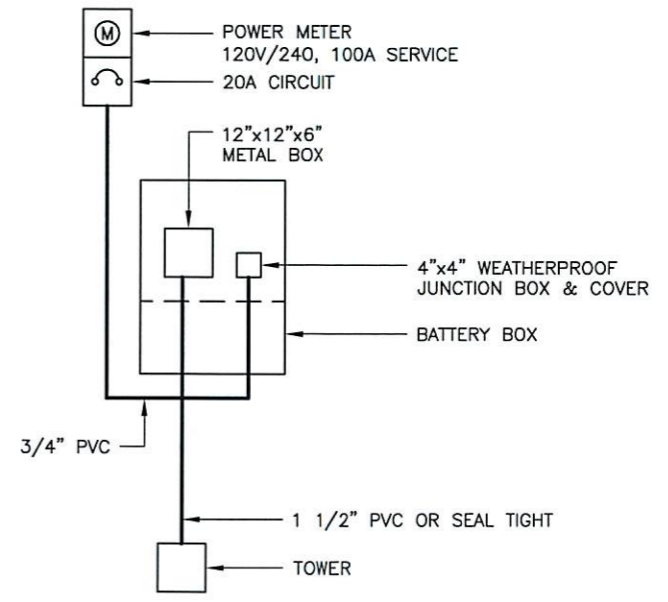 M
POWER METER
120V/240, 100A SERVICE
20A CIRCUIT
12"x12"x6"
METAL BOX
4"x4" WEATHERPROOF
JUNCTION BOX & COVER
BATTERY BOX
3/4" PVC
1 1/2" PVC OR SEAL TIGHT
TOWER